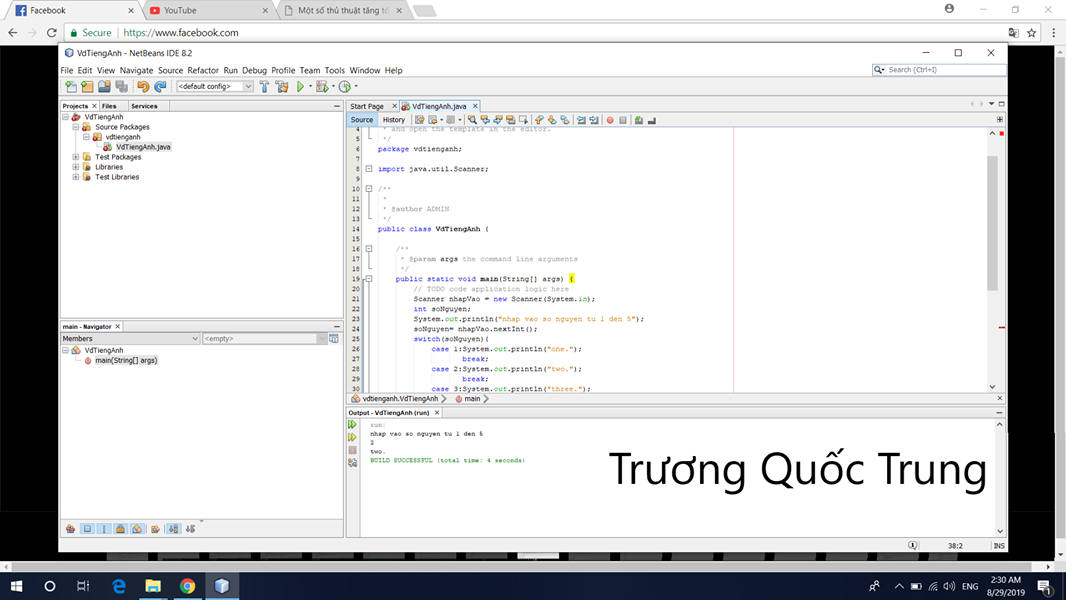 Facebook
YouTube
Một số thủ thuật tăng tố
Secure
https://www.facebook.com
VdTiengAnh - NetBeans IDE 8.2
File Edit View Navigate Source Refactor Run Debug Profile Team Tools Window Help
Search (Ctrl+I)
<default config>
Projects Files Services
VdTiengAnh
Source Packages
vdtienganh
VdTiengAnh.java
Test Packages
Libraries
Test Libraries
Start Page VdTiengAnh.java
Source History
4 * and open the template in the editor.
5 */
6 package vdtienganh;
7
8 import java.util.Scanner;
9
10 /**
11 *
12 * @author ADMIN
13 */
14 public class VdTiengAnh {
15
16 /**
17 * @param args the command line arguments
18 */
19 public static void main(String[] args) {
20 // TODO code application logic here
21 Scanner nhapVao = new Scanner(System.in);
22 int soNguyen;
23 System.out.println("nhap vao so nguyen tu 1 den 5");
24 soNguyen= nhapVao.nextInt();
25 switch(soNguyen){
26 case 1:System.out.println("one.");
27 break;
28 case 2:System.out.println("two.");
29 break;
30 case 3:System.out.println("three.");
main - Navigator
Members <empty>
VdTiengAnh
main(String[] args)
vdtienganh.VdTiengAnh main
Output - VdTiengAnh (run)
run:
nhap vao so nguyen tu 1 den 5
2
two.
BUILD SUCCESSFUL (total time: 4 seconds)
Trương Quốc Trung
38:2 INS
ENG
2:30 AM
8/29/2019
1